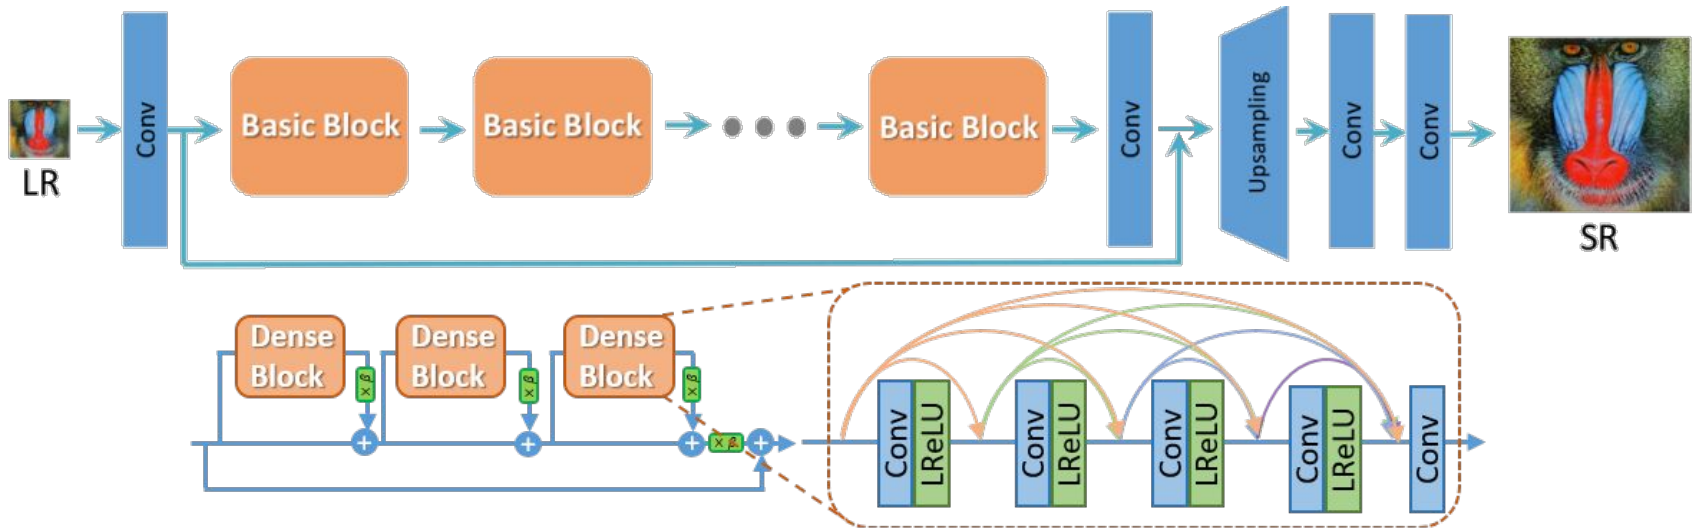 LR
Conv
Basic Block
Basic Block
Basic Block
Conv
Upsampling
Conv
Conv
SR
Dense
Block
× β
Dense
Block
× β
Dense
Block
× β
+
+
+
× β
+
Conv
LReLU
Conv
LReLU
Conv
LReLU
Conv
LReLU
Conv